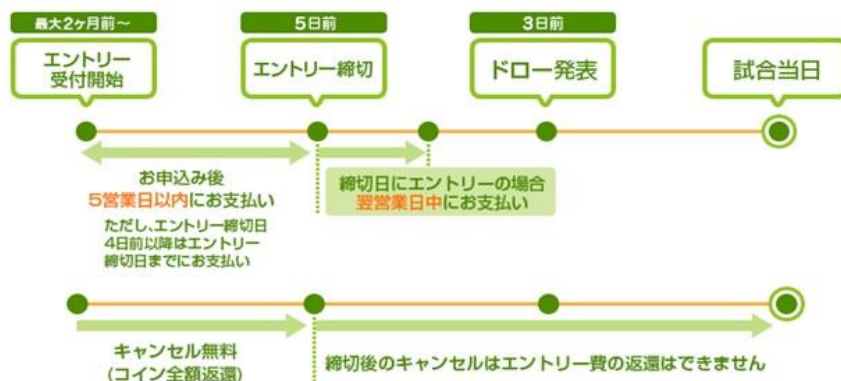 最大2ヶ月前～
エントリー
受付開始
5日前
エントリー締切
3日前
ドロー発表
試合当日
お申込み後
5営業日以内にお支払い
ただし、エントリー締切日
4日前以降はエントリー
締切日までにお支払い
締切日にエントリーの場合
翌営業日中にお支払い
キャンセル無料
(コイン全額返還)
締切後のキャンセルはエントリー費の返還はできません